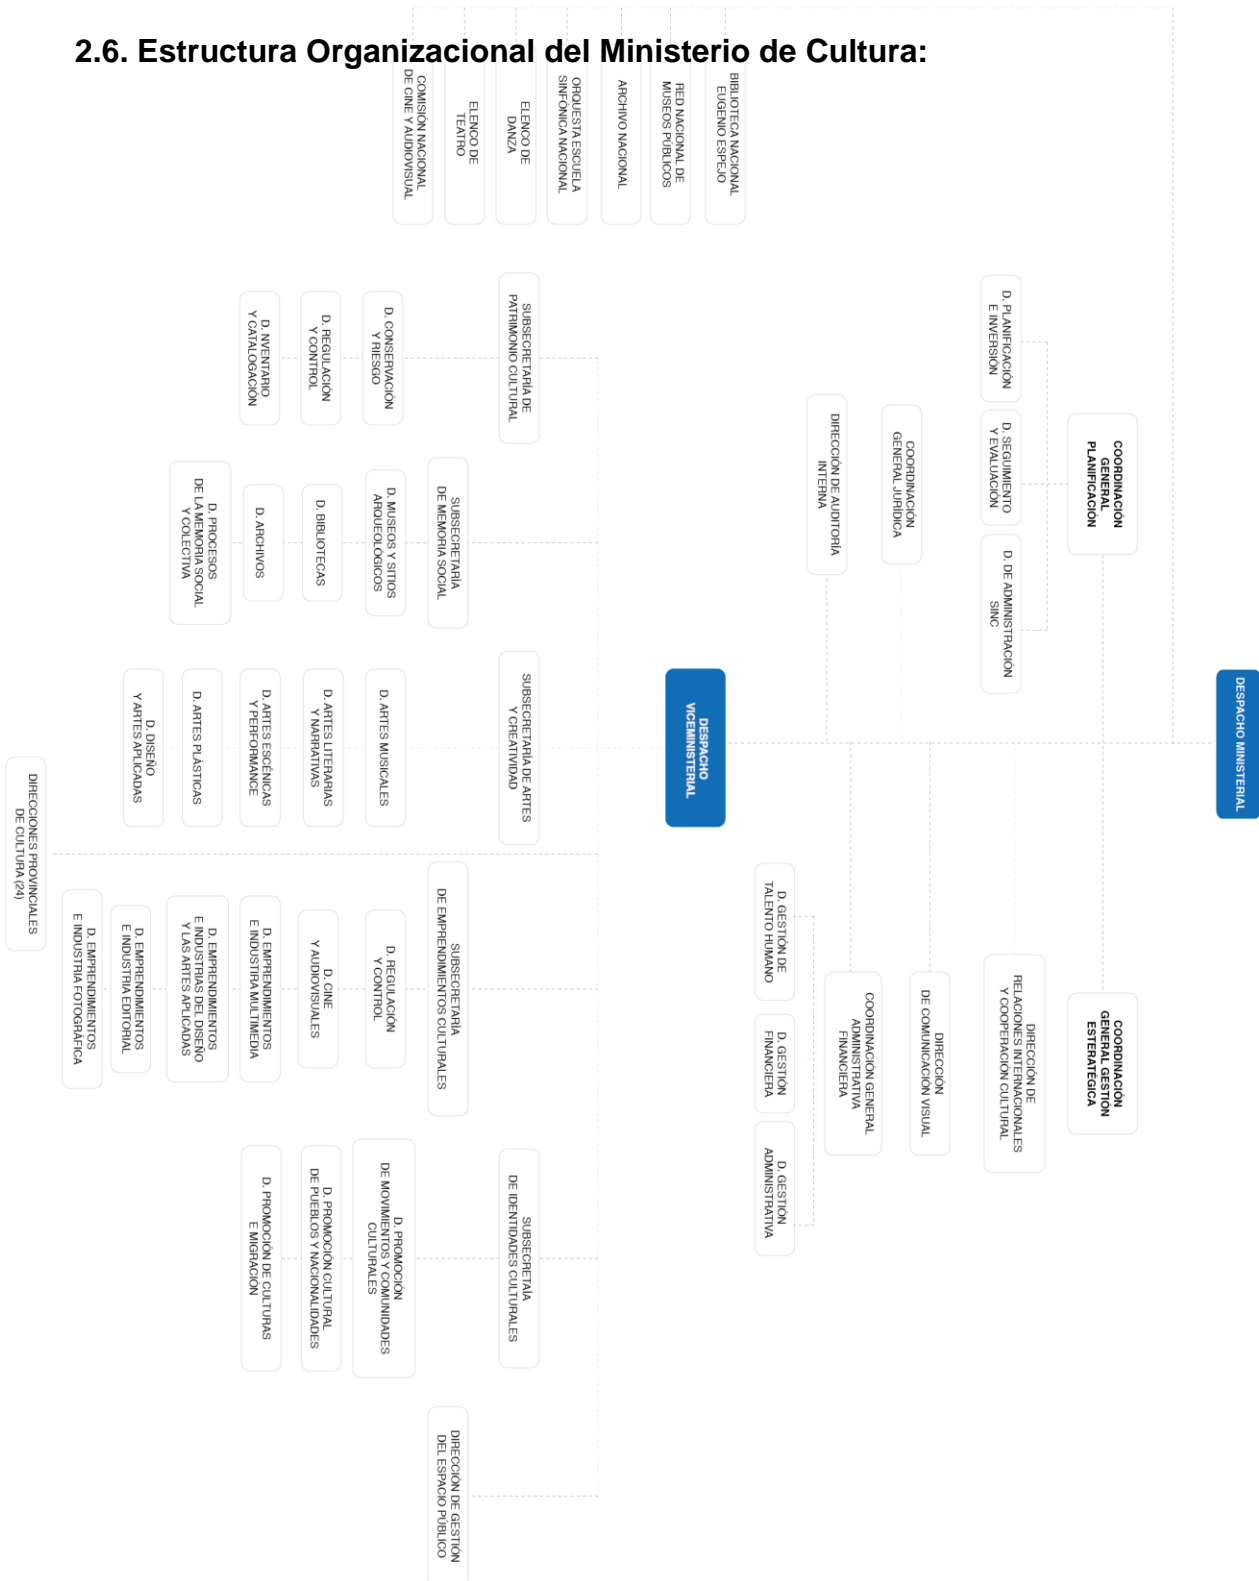 2.6. Estructura Organizacional del Ministerio de Cultura:
DESPACHO MINISTERIAL
COORDINACIÓN
GENERAL
PLANIFICACIÓN
COORDINACIÓN
GENERAL GESTIÓN
ESTERATÉGICA
D. PLANIFICACIÓN
E INVERSIÓN
D. SEGUIMIENTO
Y EVALUACIÓN
D. DE ADMINISTRACIÓN
SINC
DIRECCIÓN DE
RELACIONES INTERNACIONALES
Y COOPERACIÓN CULTURAL
COORDINACIÓN
GENERAL JURÍDICA
DIRECCIÓN
DE COMUNICACIÓN VISUAL
DIRECCIÓN DE AUDITORÍA
INTERNA
COORDINACIÓN GENERAL
ADMINISTRATIVA
FINANCIERA
D. GESTIÓN DE
TALENTO HUMANO
D. GESTIÓN
FINANCIERA
D. GESTIÓN
ADMINISTRATIVA
BIBLIOTECA NACIONAL
EUGENIO ESPEJO
RED NACIONAL DE
MUSEOS PÚBLICOS
ARCHIVO NACIONAL
ORQUESTA ESCUELA
SINFÓNICA NACIONAL
ELENCO DE
DANZA
ELENCO DE
TEATRO
COMISIÓN NACIONAL
DE CINE Y AUDIOVISUAL
DESPACHO
VICEMINISTERIAL
SUBSECRETARÍA DE
PATRIMONIO CULTURAL
D. CONSERVACIÓN
Y RIESGO
D. REGULACIÓN
Y CONTROL
D. NVENTARIO
Y CATALOGACIÓN
SUBSECRETARÍA
DE MEMORIA SOCIAL
D. MUSEOS Y SITIOS
ARQUEOLÓGICOS
D. BIBLIOTECAS
D. ARCHIVOS
D. PROCESOS
DE LA MEMORIA SOCIAL
Y COLECTIVA
SUBSECRETARÍA DE ARTES
Y CREATIVIDAD
D. ARTES MUSICALES
D. ARTES LITERARIAS
Y NARRATIVAS
D. ARTES ESCÉNICAS
Y PERFORMANCE
D. ARTES PLÁSTICAS
D. DISEÑO
Y ARTES APLICADAS
SUBSECRETARÍA
DE EMPRENDIMIENTOS CULTURALES
D. REGULACIÓN
Y CONTROL
D. CINE
Y AUDIOVISUALES
D. EMPRENDIMIENTOS
E INDUSTIRA MULTIMEDIA
D. EMPRENDIMIENTOS
E INDUSTRIAS DEL DISEÑO
Y LAS ARTES APLICADAS
D. EMPRENDIMIENTOS
E INDUSTRIA EDITORIAL
D. EMPRENDIMIENTOS
E INDUSTRIA FOTOGRÁFICA
SUBSECRETAÍA
DE IDENTIDADES CULTURALES
D. PROMOCIÓN
DE MOVIMIENTOS Y COMUNIDADES
CULTURALES
D. PROMOCIÓN CULTURAL
DE PUEBLOS Y NACIONALIDADES
D. PROMOCIÓN DE CULTURAS
E MIGRACIÓN
DIRECCIÓN DE GESTIÓN
DEL ESPACIO PÚBLICO
DIRECCIONES PROVINCIALES
DE CULTURA (24)